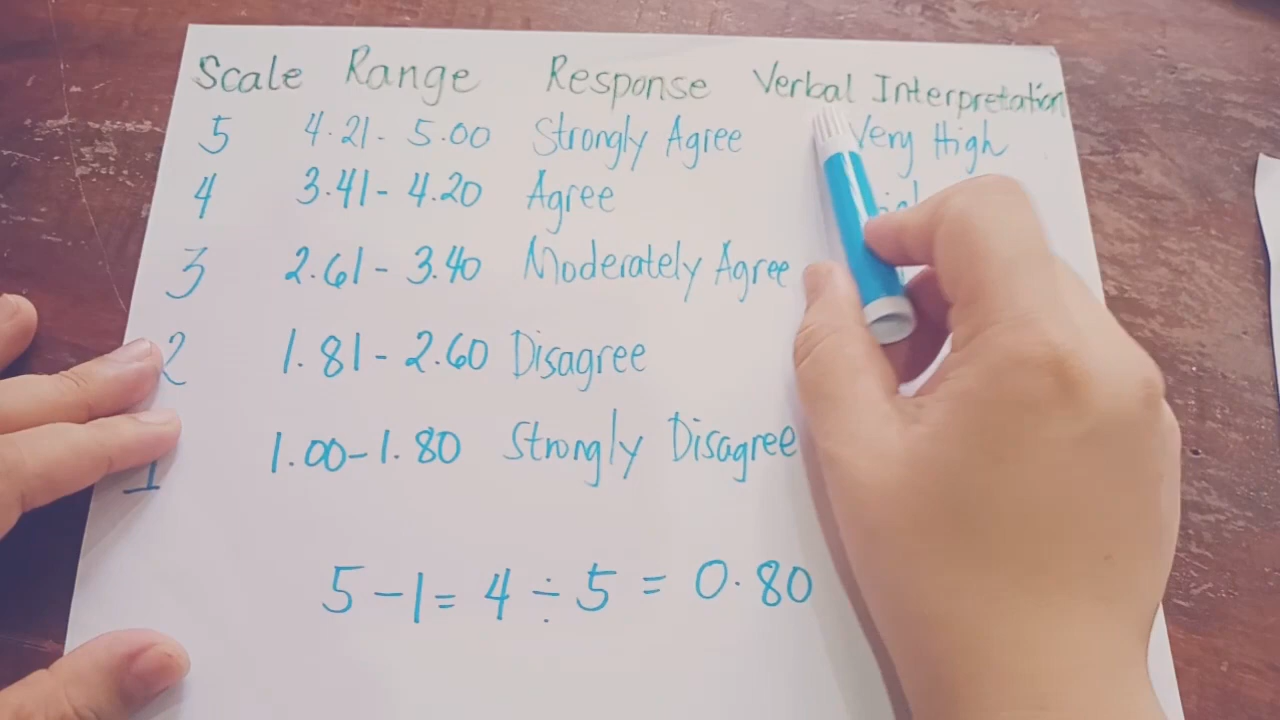 Scale Range Response Verbal Interpretation
5 4.21 - 5.00 Strongly Agree Very High
4 3.41 - 4.20 Agree
3 2.61 - 3.40 Moderately Agree
2 1.81 - 2.60 Disagree
1 1.00 - 1.80 Strongly Disagree
5 - 1 = 4 ÷ 5 = 0.80